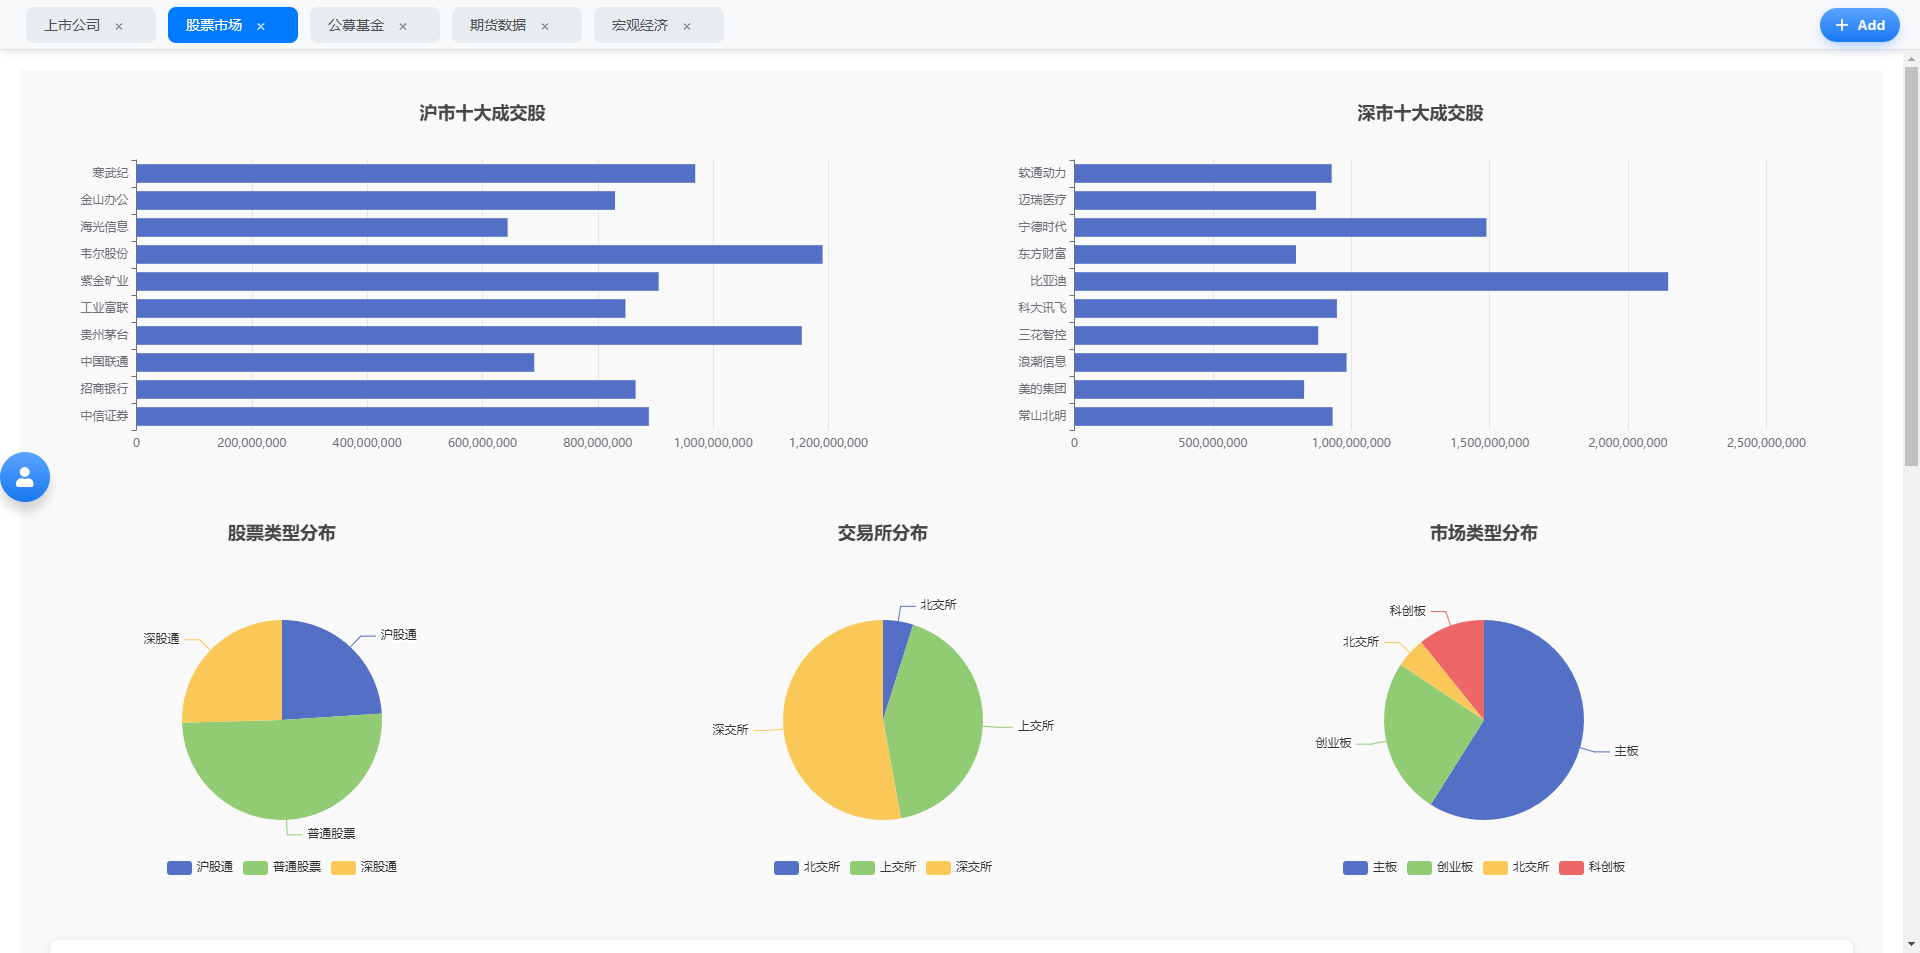 上市公司 ×
股票市场 ×
公募基金 ×
期货数据 ×
宏观经济 ×
+ Add
沪市十大成交股
寒武纪
金山办公
海光信息
韦尔股份
紫金矿业
工业富联
贵州茅台
中国联通
招商银行
中信证券
0 200,000,000 400,000,000 600,000,000 800,000,000 1,000,000,000 1,200,000,000
深市十大成交股
软通动力
迈瑞医疗
宁德时代
东方财富
比亚迪
科大讯飞
三花智控
浪潮信息
美的集团
常山北明
0 500,000,000 1,000,000,000 1,500,000,000 2,000,000,000 2,500,000,000
股票类型分布
深股通
沪股通
普通股票
沪股通 普通股票 深股通
交易所分布
北交所
上交所
深交所
北交所 上交所 深交所
市场类型分布
科创板
北交所
创业板
主板
主板 创业板 北交所 科创板